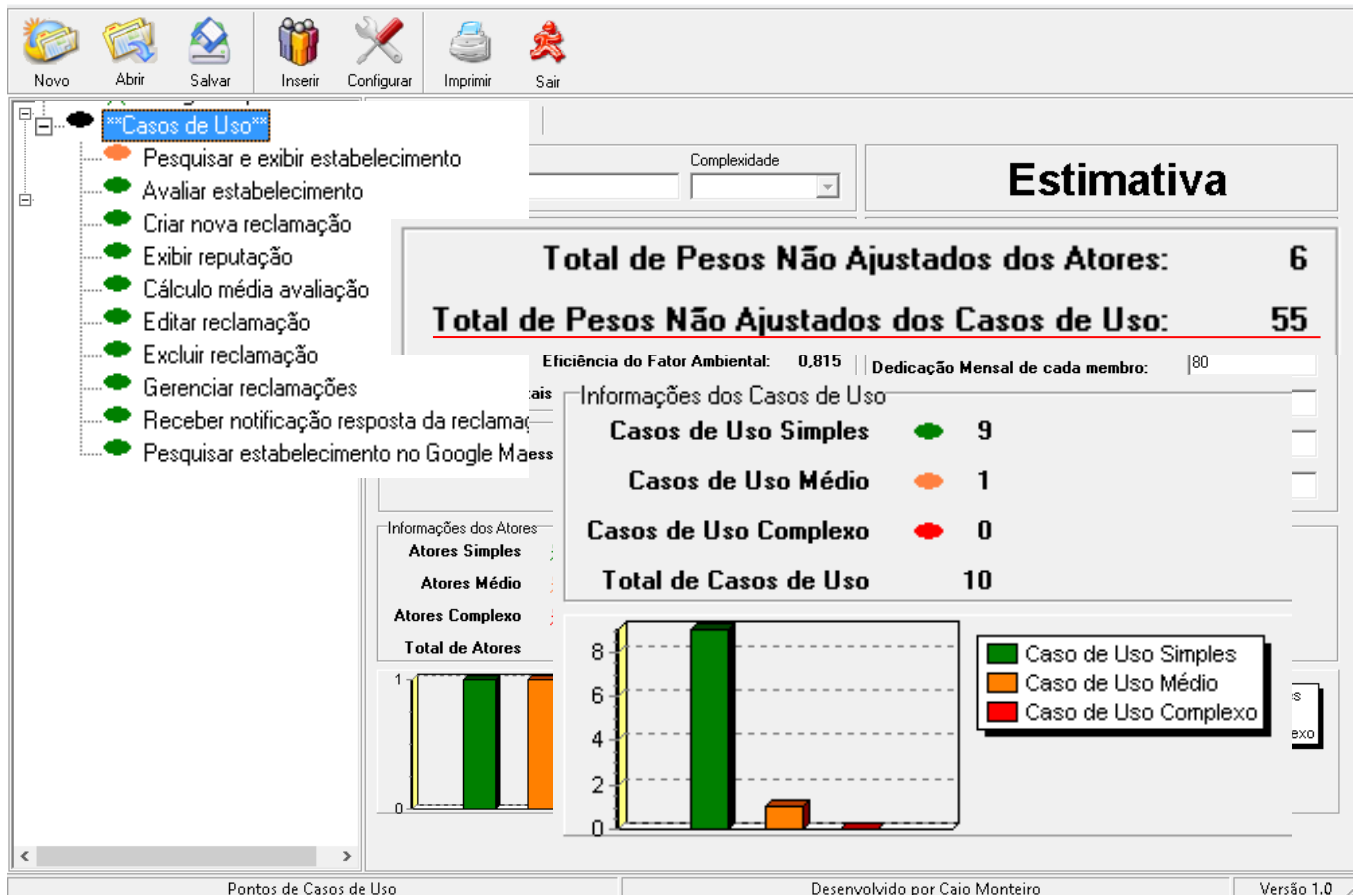 Novo Abrir Salvar Inserir Configurar Imprimir Sair
**Casos de Uso**
Pesquisar e exibir estabelecimento
Avaliar estabelecimento
Criar nova reclamação
Exibir reputação
Cálculo média avaliação
Editar reclamação
Excluir reclamação
Gerenciar reclamações
Receber notificação resposta da reclamaç
Pesquisar estabelecimento no Google Ma
Complexidade
Estimativa
Total de Pesos Não Ajustados dos Atores: 6
Total de Pesos Não Ajustados dos Casos de Uso: 55
Eficiência do Fator Ambiental: 0,815
Dedicação Mensal de cada membro: 80
tais
ess
Informações dos Casos de Uso
Casos de Uso Simples 9
Casos de Uso Médio 1
Casos de Uso Complexo 0
Total de Casos de Uso 10
Informações dos Atores
Atores Simples
Atores Médio
Atores Complexo
Total de Atores
1
0
8
6
4
2
0
Caso de Uso Simples
Caso de Uso Médio
Caso de Uso Complexo
es
exo
Pontos de Casos de Uso
Desenvolvido por Caio Monteiro
Versão 1.0